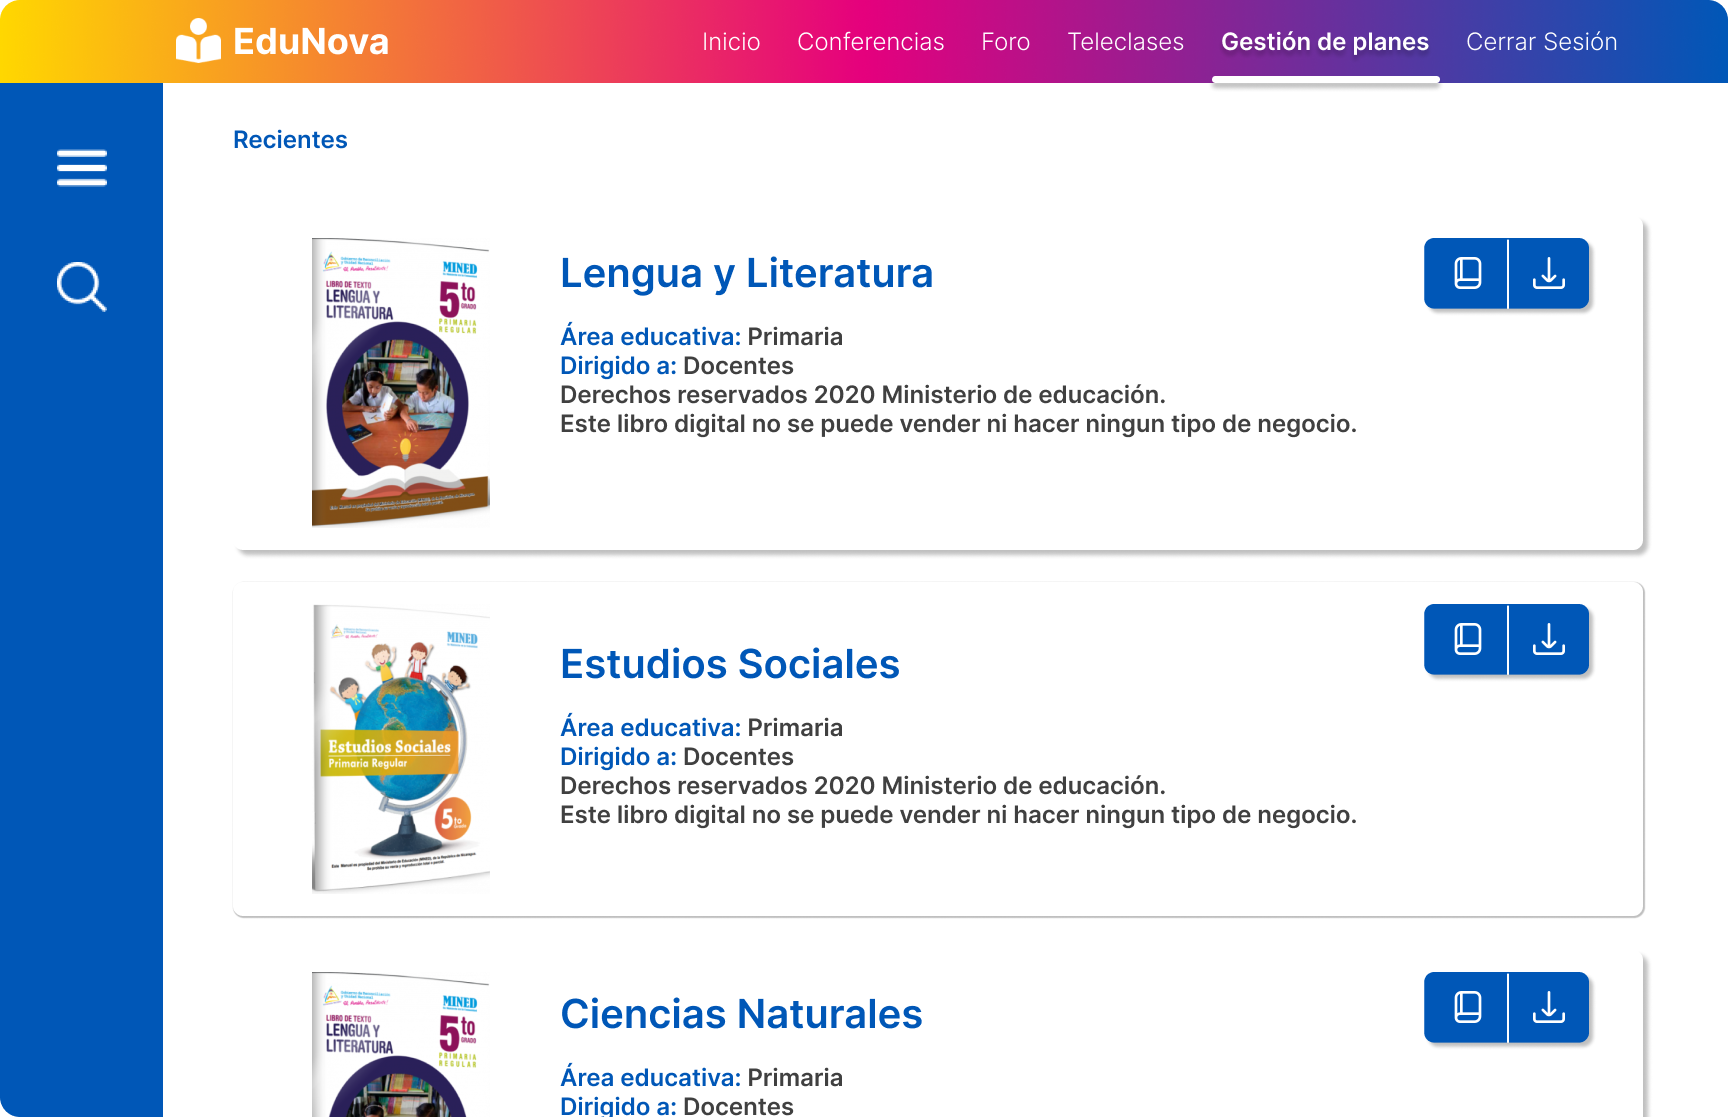 EduNova
Inicio
Conferencias
Foro
Teleclases
Gestión de planes
Cerrar Sesión
Recientes
MINED
LIBRO DE TEXTO
LENGUA Y
LITERATURA
5to
GRADO
PRIMARIA
REGULAR
Lengua y Literatura
Área educativa: Primaria
Dirigido a: Docentes
Derechos reservados 2020 Ministerio de educación.
Este libro digital no se puede vender ni hacer ningun tipo de negocio.
MINED
Estudios Sociales
Primaria Regular
5to
Grado
Estudios Sociales
Área educativa: Primaria
Dirigido a: Docentes
Derechos reservados 2020 Ministerio de educación.
Este libro digital no se puede vender ni hacer ningun tipo de negocio.
MINED
LIBRO DE TEXTO
LENGUA Y
LITERATURA
5to
GRADO
PRIMARIA
REGULAR
Ciencias Naturales
Área educativa: Primaria
Dirigido a: Docentes